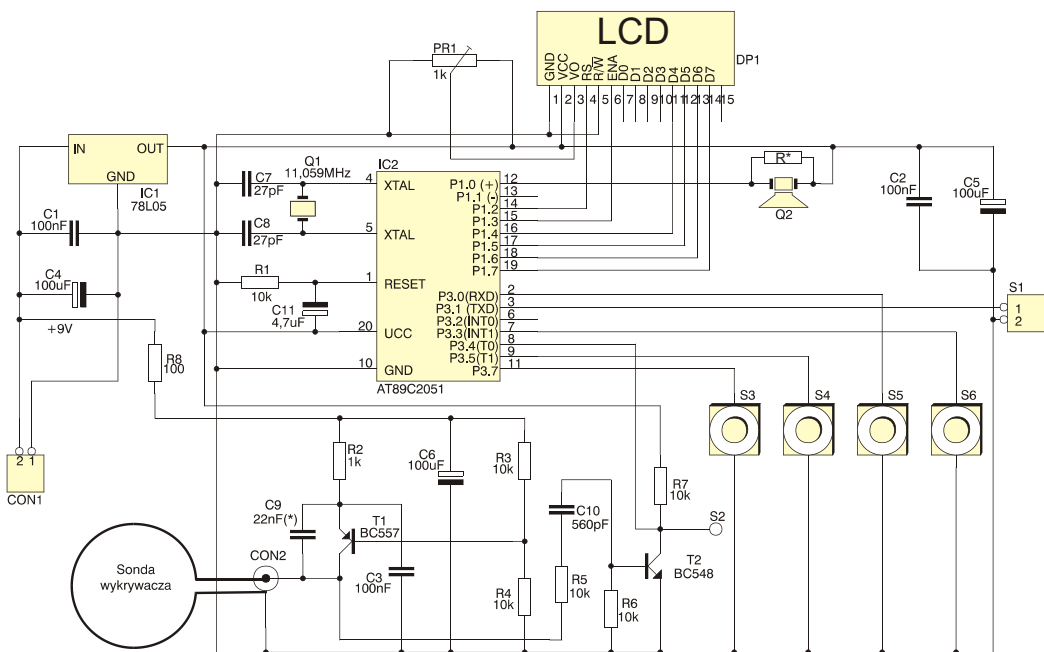 LCD
DP1
GND
VCC
VO
RS
R/W
ENA
D0
D1
D2
D3
D4
D5
D6
D7
1
2
3
4
5
6
7
8
9
10
11
12
13
14
15
PR1
1k
IN
OUT
GND
IC1
78L05
C1
100nF
C4
100uF
+9V
R8
100
2 1
CON1
C7
27pF
C8
27pF
Q1
11,059MHz
R1
10k
C11
4,7uF
IC2
4 XTAL
5 XTAL
1 RESET
20 UCC
10 GND
AT89C2051
P1.0 (+) 12
P1.1 (-) 13
P1.2 14
P1.3 15
P1.4 16
P1.5 17
P1.6 18
P1.7 19
P3.0(RXD) 2
P3.1 (TXD) 3
P3.2(INT0) 6
P3.3(INT1) 7
P3.4(T0) 8
P3.5(T1) 9
P3.7 11
R*
Q2
C2
100nF
C5
100uF
S1
1
2
S3
S4
S5
S6
R2
1k
C6
100uF
R3
10k
C9
22nF(*)
T1
BC557
C3
100nF
R4
10k
C10
560pF
R5
10k
R6
10k
R7
10k
S2
T2
BC548
CON2
Sonda
wykrywacza